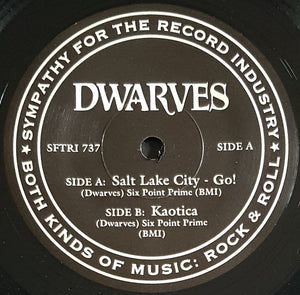 SYMPATHY FOR THE RECORD INDUSTRY
DWARVES
SFTRI 737 SIDE A
SIDE A: Salt Lake City - Go!
(Dwarves) Six Point Prime (BMI)
SIDE B: Kaotica
(Dwarves) Six Point Prime
(BMI)
BOTH KINDS OF MUSIC: ROCK & ROLL